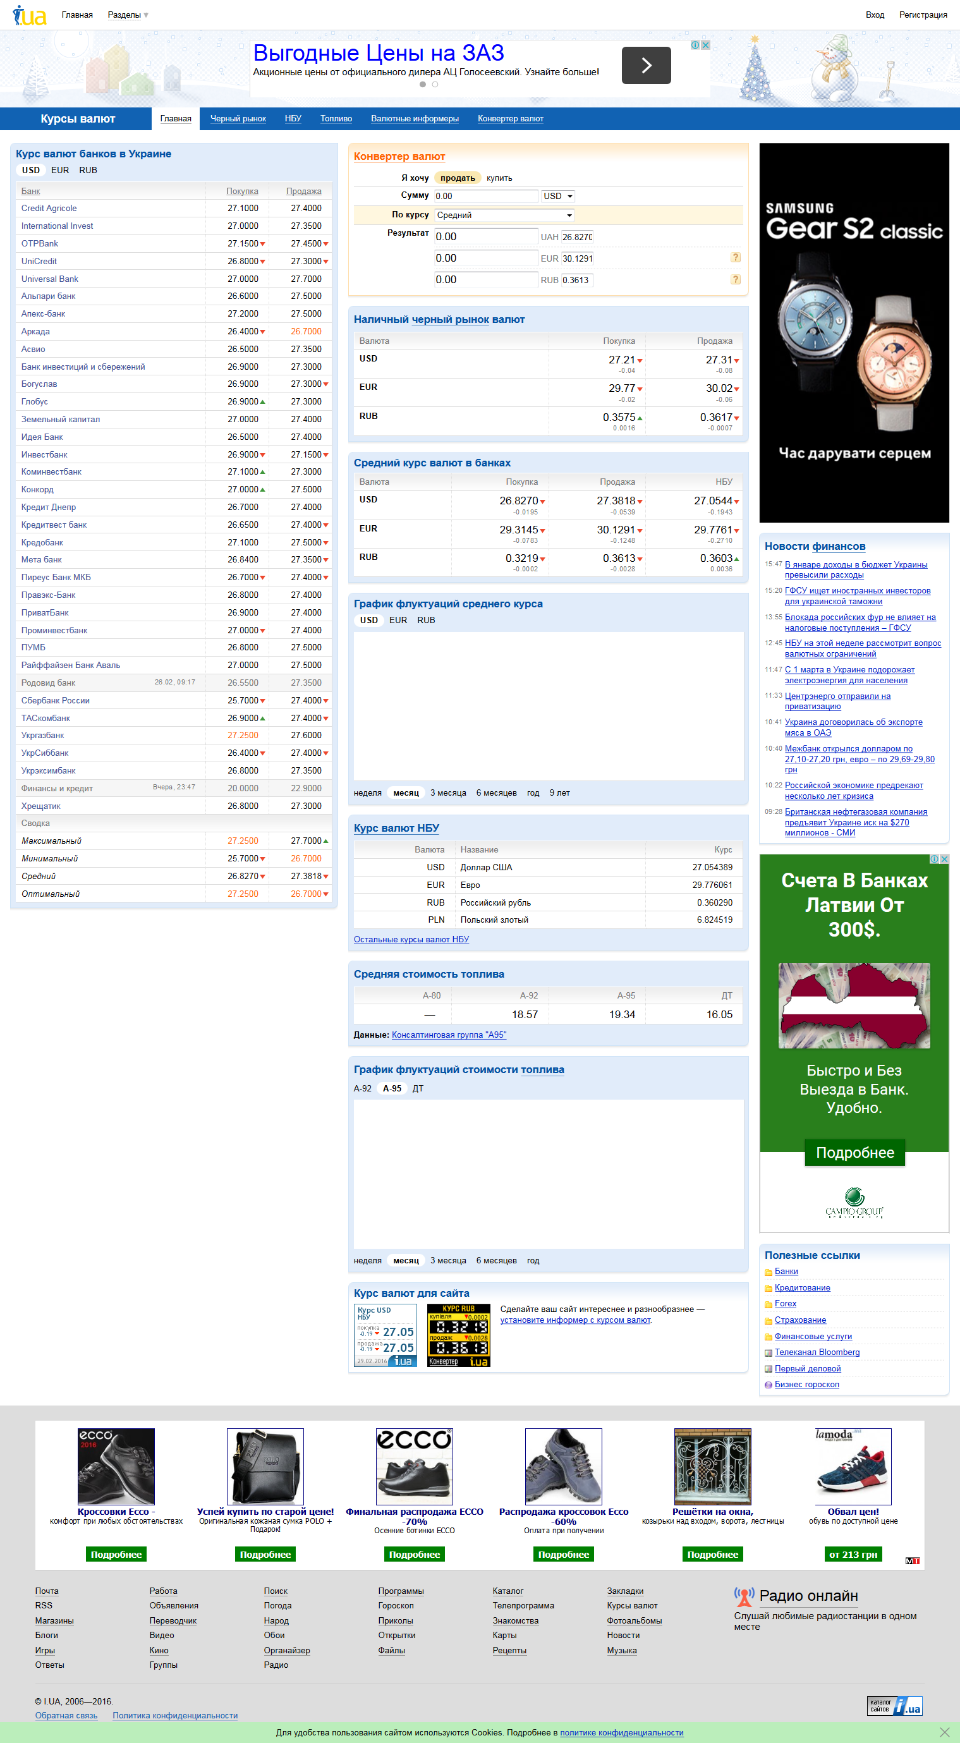 i.ua Главная Разделы Вход Регистрация
Выгодные Цены на ЗАЗ
Акционные цены от официального дилера АЦ Голосеевский. Узнайте больше!
Курсы валют Главная Черный рынок НБУ Топливо Валютные информеры Конвертер валют
Курс валют банков в Украине
USD EUR RUB
Банк Покупка Продажа
Credit Agricole 27.1000 27.4000
International Invest 27.0000 27.3500
OTPBank 27.1500 27.4500
UniCredit 26.8000 27.3000
Universal Bank 27.0000 27.7000
Альпари банк 26.6000 27.5000
Апекс-банк 27.2000 27.5000
Аркада 26.4000 26.7000
Асвио 26.5000 27.3500
Банк инвестиций и сбережений 26.9000 27.3000
Богуслав 26.9000 27.3000
Глобус 26.9000 27.3000
Земельный капитал 27.0000 27.4000
Идея Банк 26.5000 27.4000
Инвестбанк 26.9000 27.1500
Коминвестбанк 27.1000 27.3000
Конкорд 27.0000 27.5000
Кредит Днепр 26.7000 27.4000
Кредитвест банк 26.6500 27.4000
Кредобанк 27.1000 27.5000
Мета банк 26.8400 27.3500
Пиреус Банк МКБ 26.7000 27.4000
Правэкс-Банк 26.8000 27.4000
ПриватБанк 26.9000 27.4000
Проминвестбанк 27.0000 27.4000
ПУМБ 26.8000 27.5000
Райффайзен Банк Аваль 27.0000 27.5000
Родовид банк 26.02, 09:17 26.5500 27.3500
Сбербанк России 25.7000 27.4000
ТАСкомбанк 26.9000 27.4000
Укргазбанк 27.2500 27.6000
УкрСиббанк 26.4000 27.4000
Укрэксимбанк 26.8000 27.3500
Финансы и кредит Вчера, 23:47 20.0000 22.9000
Хрещатик 26.8000 27.3000
Сводка
Максимальный 27.2500 27.7000
Минимальный 25.7000 26.7000
Средний 26.8270 27.3818
Оптимальный 27.2500 26.7000
Конвертер валют
Я хочу продать купить
Сумму 0.00 USD
По курсу Средний
Результат 0.00 UAH 26.8270
0.00 EUR 30.1291 ?
0.00 RUB 0.3613 ?
Наличный черный рынок валют
Валюта Покупка Продажа
USD 27.21 27.31
-0.04 -0.08
EUR 29.77 30.02
-0.02 -0.06
RUB 0.3575 0.3617
0.0016 -0.0007
Средний курс валют в банках
Валюта Покупка Продажа НБУ
USD 26.8270 27.3818 27.0544
-0.0195 -0.0539 -0.1943
EUR 29.3145 30.1291 29.7761
-0.0783 -0.1248 -0.2710
RUB 0.3219 0.3613 0.3603
-0.0002 -0.0028 0.0036
График флуктуаций среднего курса
USD EUR RUB
неделя месяц 3 месяца 6 месяцев год 9 лет
Курс валют НБУ
Валюта Название Курс
USD Доллар США 27.054389
EUR Евро 29.776061
RUB Российский рубль 0.360290
PLN Польский злотый 6.824519
Остальные курсы валют НБУ
Средняя стоимость топлива
А-80 А-92 А-95 ДТ
— 18.57 19.34 16.05
Данные: Консалтинговая группа "А95"
График флуктуаций стоимости топлива
А-92 А-95 ДТ
неделя месяц 3 месяца 6 месяцев год
Курс валют для сайта
Курс USD
НБУ
покупка
-0.19 27.05
продажа
-0.19 27.05
29.02.2016 i.ua
КУРС RUB
купівля 0.0002
0.3219
продаж 0.0028
0.3613
Конвертер i.ua
Сделайте ваш сайт интереснее и разнообразнее —
установите информер с курсом валют.
SAMSUNG
Gear S2 classic
Час дарувати серцем
Новости финансов
15:47 В январе доходы в бюджет Украины
превысили расходы
15:20 ГФСУ ищет иностранных инвесторов
для украинской таможни
13:55 Блокада российских фур не влияет на
налоговые поступления – ГФСУ
12:45 НБУ на этой неделе рассмотрит вопрос
валютных ограничений
11:47 С 1 марта в Украине подорожает
электроэнергия для населения
11:33 Центрэнерго отправили на
приватизацию
10:41 Украина договорилась об экспорте
мяса в ОАЭ
10:40 Межбанк открылся долларом по
27,10-27,20 грн, евро – по 29,69-29,80
грн
10:22 Российской экономике предрекают
несколько лет кризиса
09:28 Британская нефтегазовая компания
предъявит Украине иск на $270
миллионов - СМИ
Счета В Банках
Латвии От
300$.
Быстро и Без
Выезда в Банк.
Удобно.
Подробнее
CAMPIO GROUP
Полезные ссылки
Банки
Кредитование
Forex
Страхование
Финансовые услуги
Телеканал Bloomberg
Первый деловой
Бизнес гороскоп
ecco 2016
Кроссовки Ecco -
комфорт при любых обстоятельствах
Подробнее
Успей купить по старой цене!
Оригинальная кожаная сумка POLO +
Подарок!
Подробнее
ecco
Финальная распродажа ECCO
-70%
Осенние ботинки ECCO
Подробнее
Распродажа кроссовок Ecco
-60%
Оплата при получении
Подробнее
Решётки на окна,
козырьки над входом, ворота, лестницы
Подробнее
lamoda
Обвал цен!
обувь по доступной цене
от 213 грн
МТ
Почта Работа Поиск Программы Каталог Закладки
RSS Объявления Погода Гороскоп Телепрограмма Курсы валют
Магазины Переводчик Народ Приколы Знакомства Фотоальбомы
Блоги Видео Обои Открытки Карты Новости
Игры Кино Органайзер Файлы Рецепты Музыка
Ответы Группы Радио
Радио онлайн
Слушай любимые радиостанции в одном
месте
© I.UA, 2006—2016.
Обратная связь Политика конфиденциальности
каталог
сайтов i.ua
Для удобства пользования сайтом используются Cookies. Подробнее в политике конфиденциальности